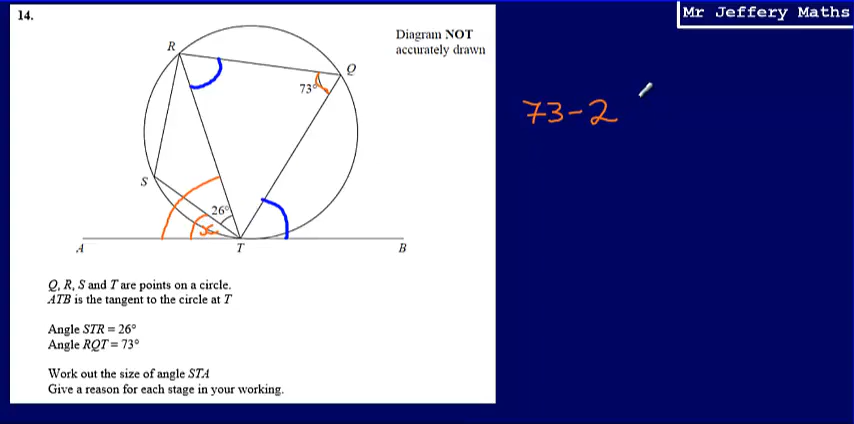 Mr Jeffery Maths
14.
Diagram NOT
accurately drawn
R
Q
73°
73-2
S
26°
x
A
T
B
Q, R, S and T are points on a circle.
ATB is the tangent to the circle at T
Angle STR = 26°
Angle RQT = 73°
Work out the size of angle STA
Give a reason for each stage in your working.